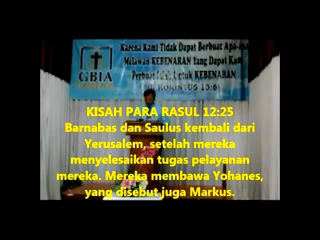 Karena Kami Tidak Dapat Berbuat Apa-apa
Melawan KEBENARAN Yang Dapat Kami
Perbuat Ialah Untuk KEBENARAN
GBIA
KISAH PARA RASUL 12:25
Barnabas dan Saulus kembali dari
Yerusalem, setelah mereka
menyelesaikan tugas pelayanan
mereka. Mereka membawa Yohanes,
yang disebut juga Markus.